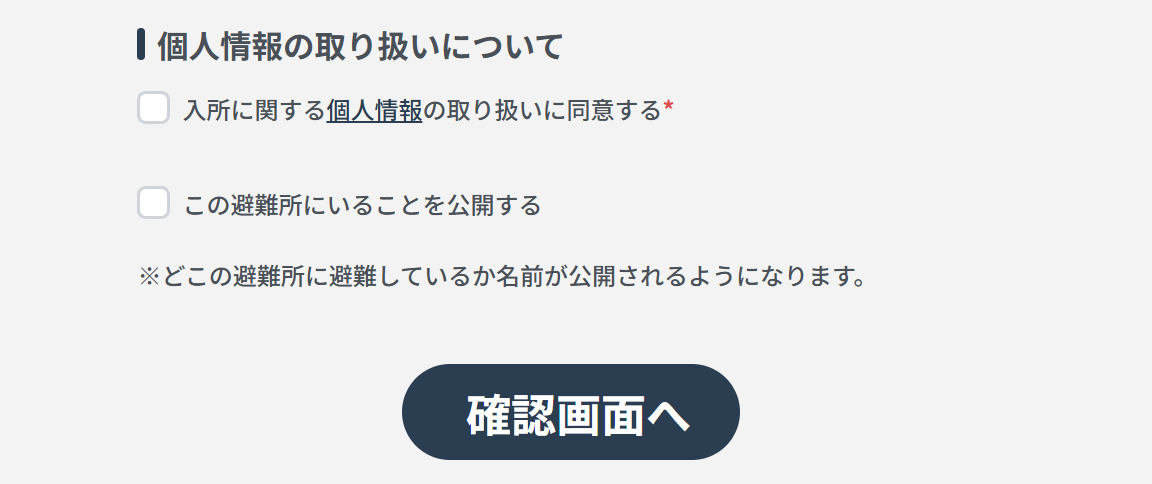 個人情報の取り扱いについて
入所に関する個人情報の取り扱いに同意する*
この避難所にいることを公開する
※どこの避難所に避難しているか名前が公開されるようになります。
確認画面へ